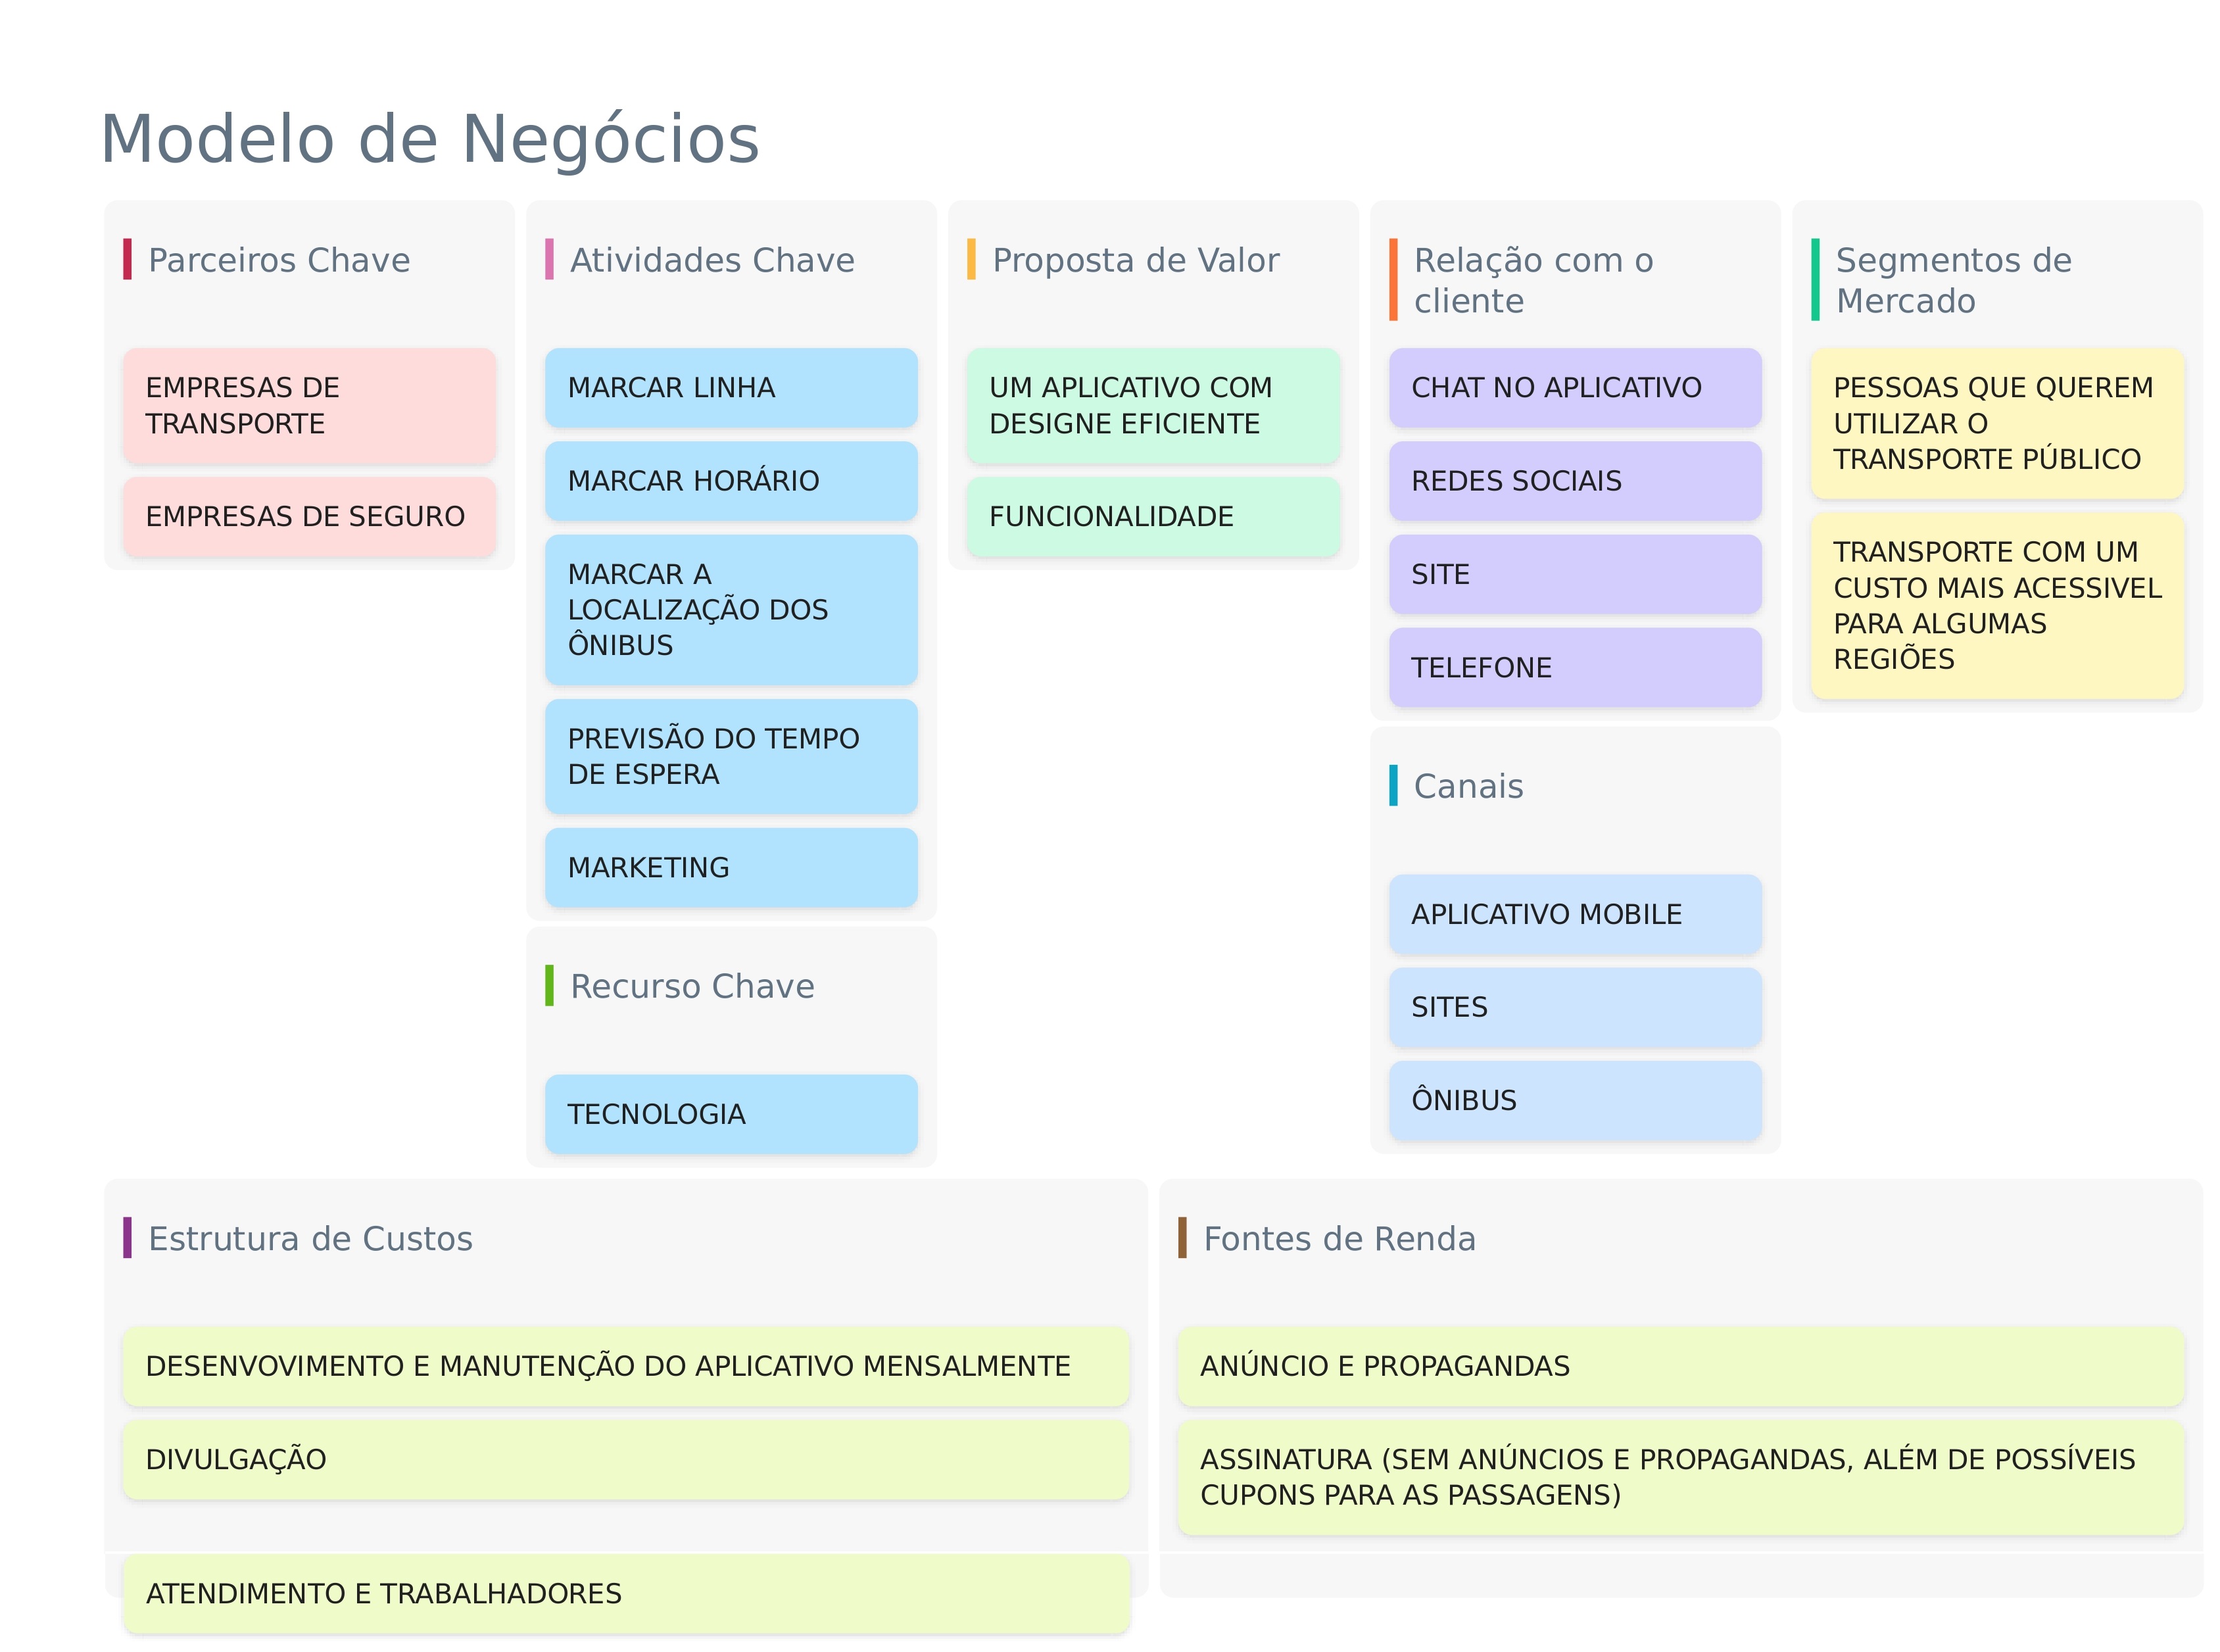 Modelo de Negócios
Parceiros Chave
EMPRESAS DE
TRANSPORTE
EMPRESAS DE SEGURO
Atividades Chave
MARCAR LINHA
MARCAR HORÁRIO
MARCAR A
LOCALIZAÇÃO DOS
ÔNIBUS
PREVISÃO DO TEMPO
DE ESPERA
MARKETING
Recurso Chave
TECNOLOGIA
Proposta de Valor
UM APLICATIVO COM
DESIGNE EFICIENTE
FUNCIONALIDADE
Relação com o
cliente
CHAT NO APLICATIVO
REDES SOCIAIS
SITE
TELEFONE
Canais
APLICATIVO MOBILE
SITES
ÔNIBUS
Segmentos de
Mercado
PESSOAS QUE QUEREM
UTILIZAR O
TRANSPORTE PÚBLICO
TRANSPORTE COM UM
CUSTO MAIS ACESSIVEL
PARA ALGUMAS
REGIÕES
Estrutura de Custos
DESENVOVIMENTO E MANUTENÇÃO DO APLICATIVO MENSALMENTE
DIVULGAÇÃO
ATENDIMENTO E TRABALHADORES
Fontes de Renda
ANÚNCIO E PROPAGANDAS
ASSINATURA (SEM ANÚNCIOS E PROPAGANDAS, ALÉM DE POSSÍVEIS
CUPONS PARA AS PASSAGENS)